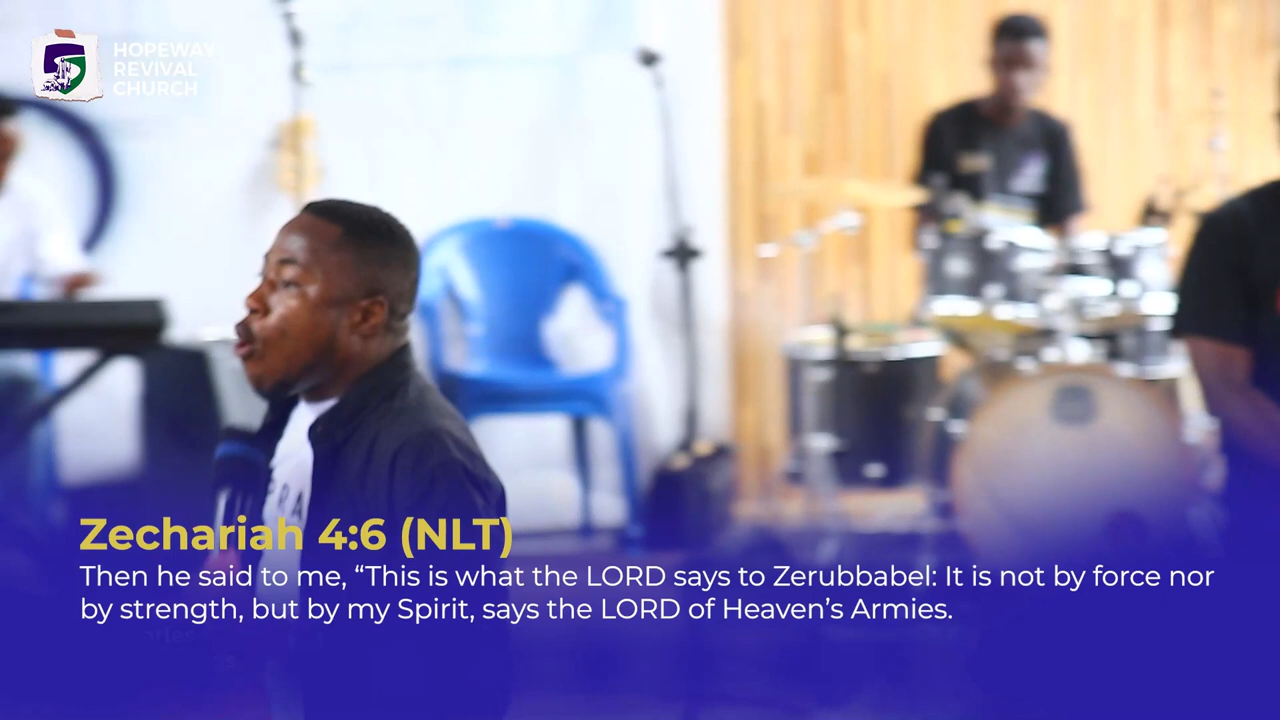 HOPEWAY
REVIVAL
CHURCH
Zechariah 4:6 (NLT)
Then he said to me, “This is what the LORD says to Zerubbabel: It is not by force nor
by strength, but by my Spirit, says the LORD of Heaven’s Armies.